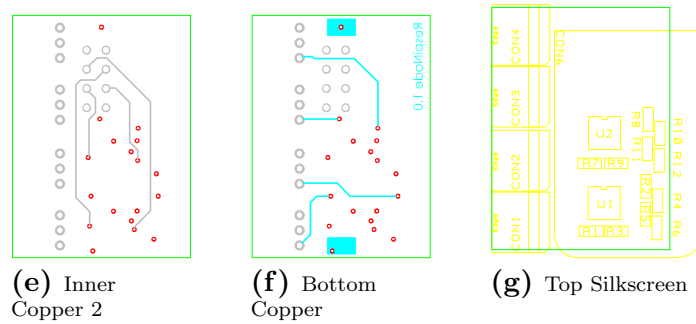 RespiNode 1.0
CON4
CON6
CON3
CON2
CON1
R8
U2
R11
R10
R12
R7 R9
U1
R2
R4
R1 R3
R6
(e) Inner
Copper 2
(f) Bottom
Copper
(g) Top Silkscreen